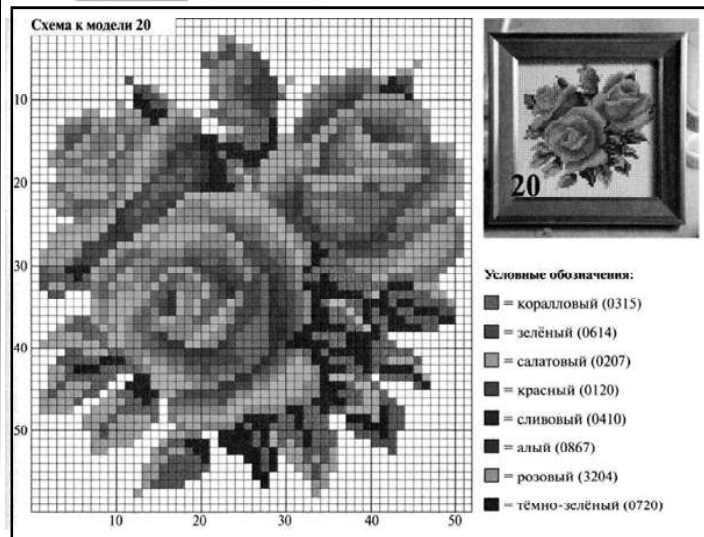 Схема к модели 20
10
20
30
40
50
10 20 30 40 50
20
Условные обозначения:
= коралловый (0315)
= зелёный (0614)
= салатовый (0207)
= красный (0120)
= сливовый (0410)
= алый (0867)
= розовый (3204)
= тёмно-зелёный (0720)